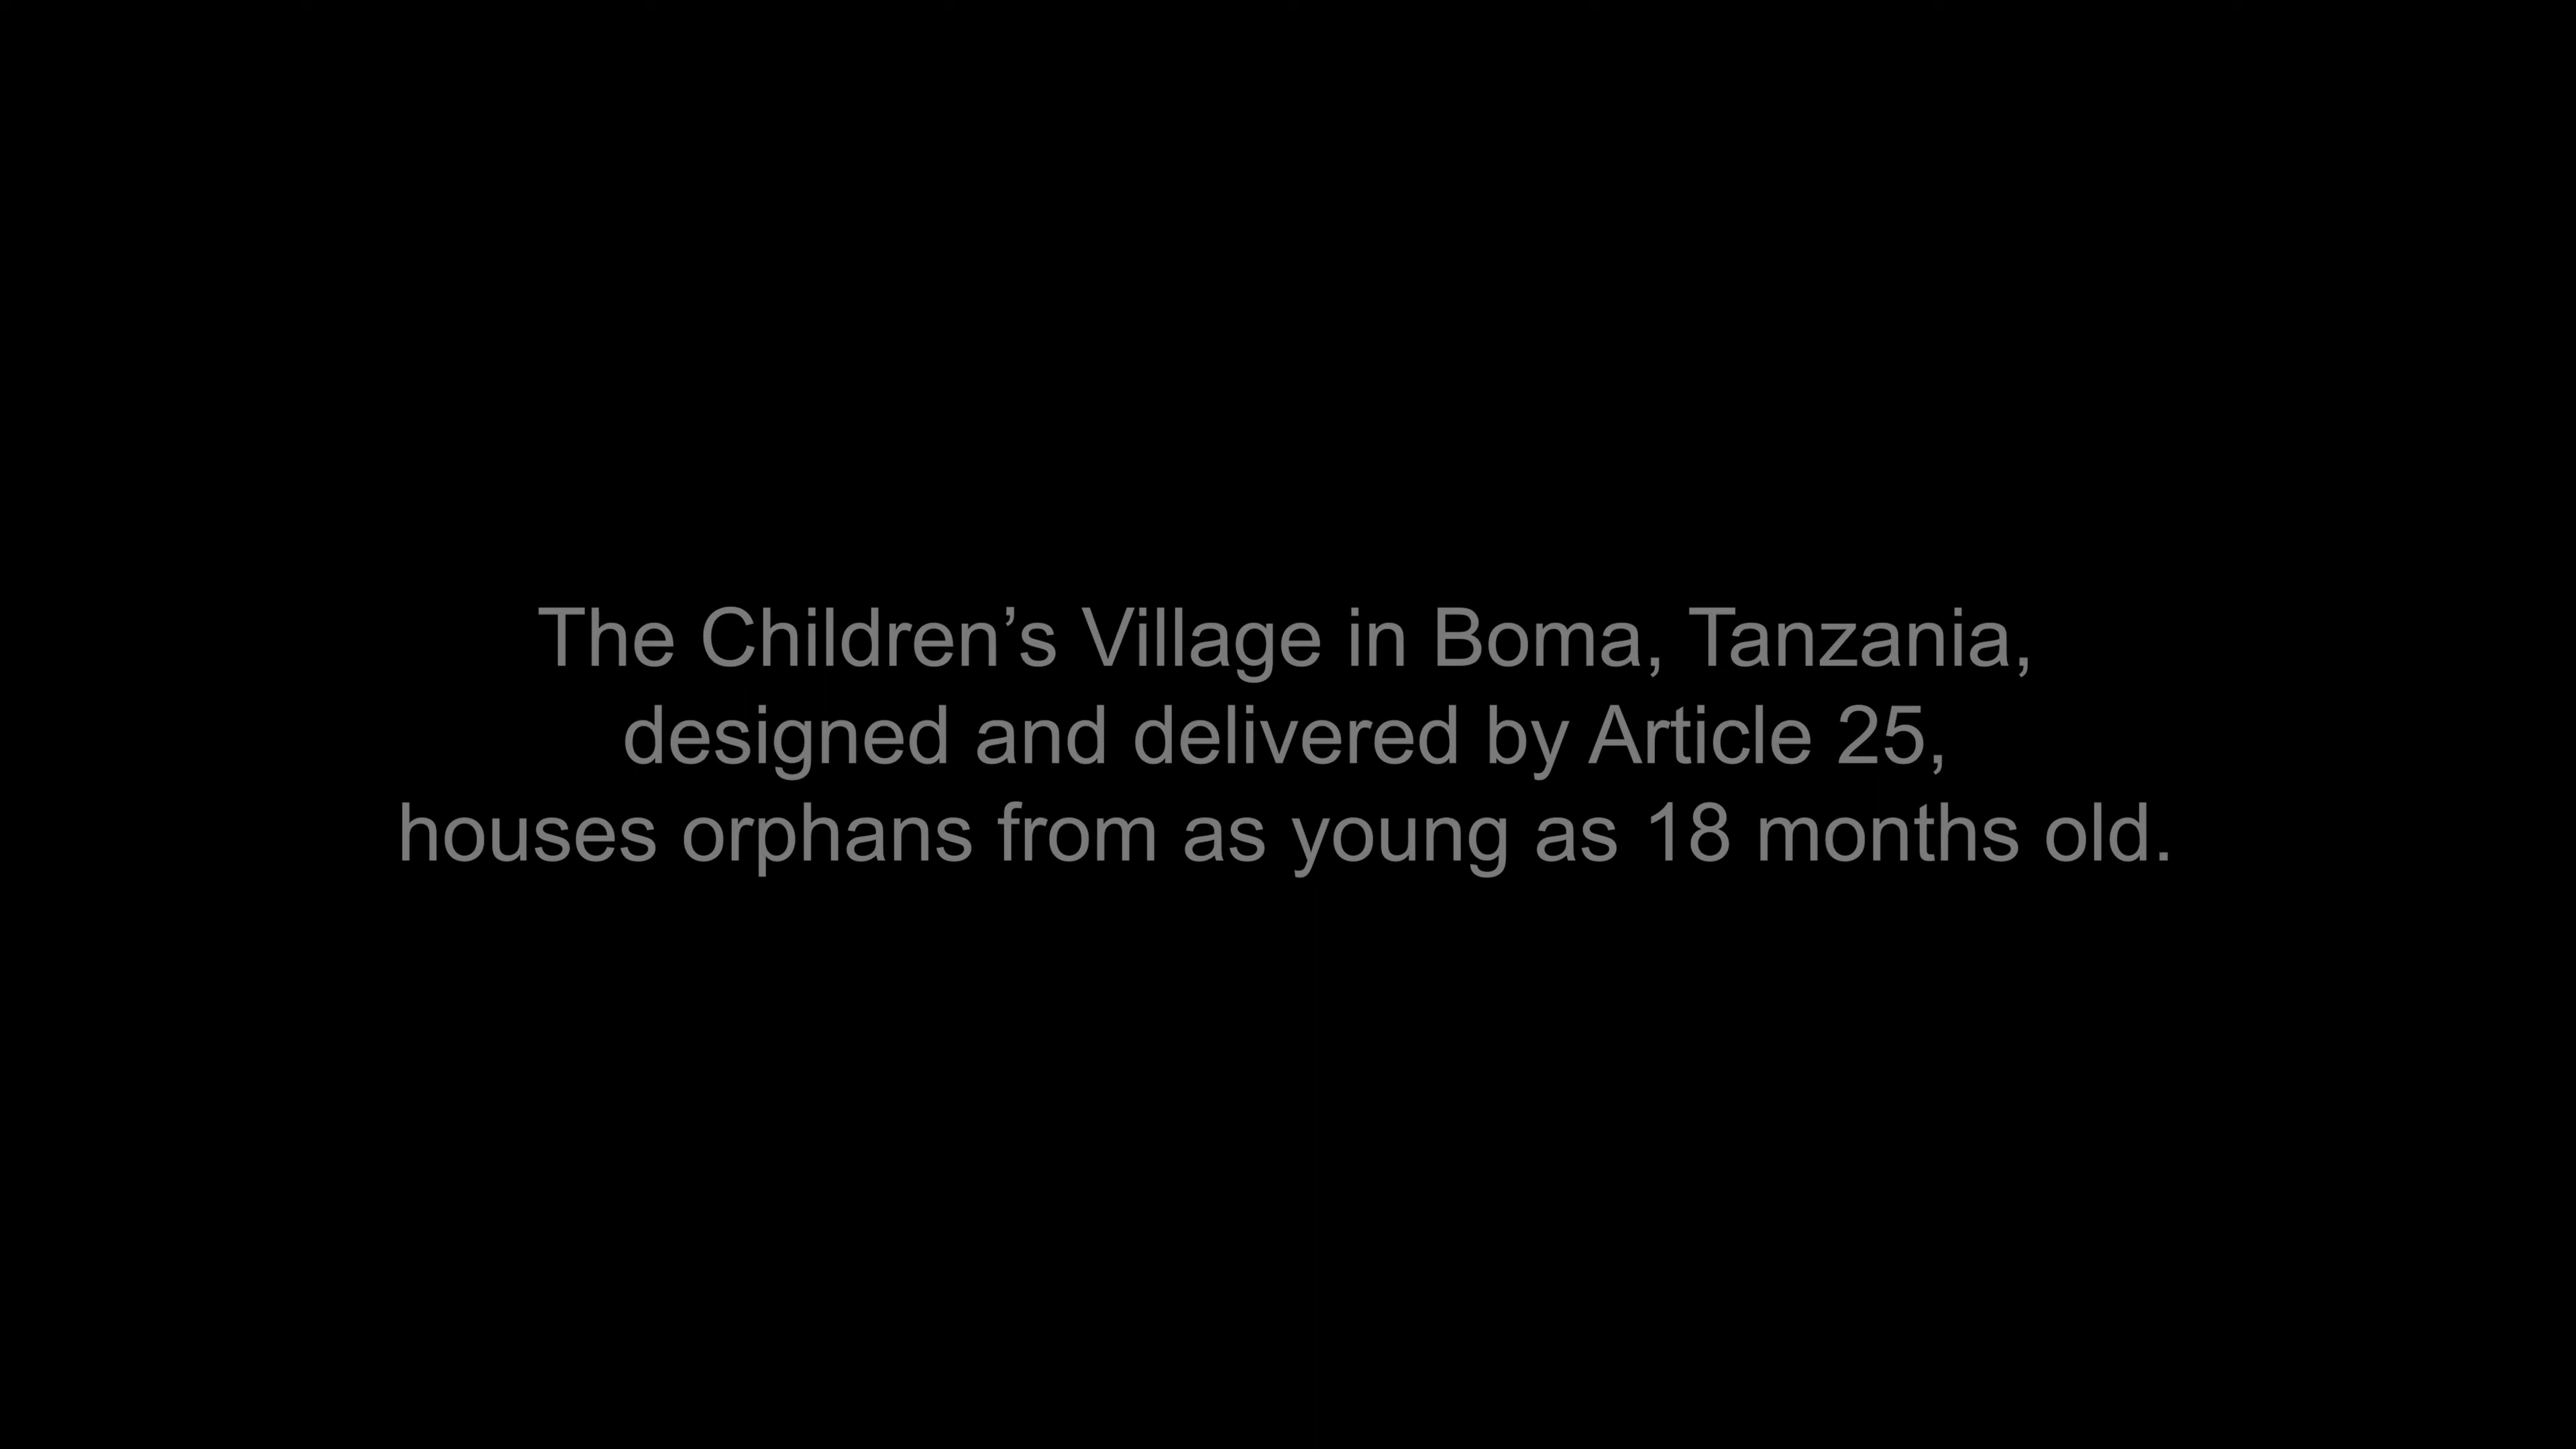 The Children’s Village in Boma, Tanzania,
designed and delivered by Article 25,
houses orphans from as young as 18 months old.